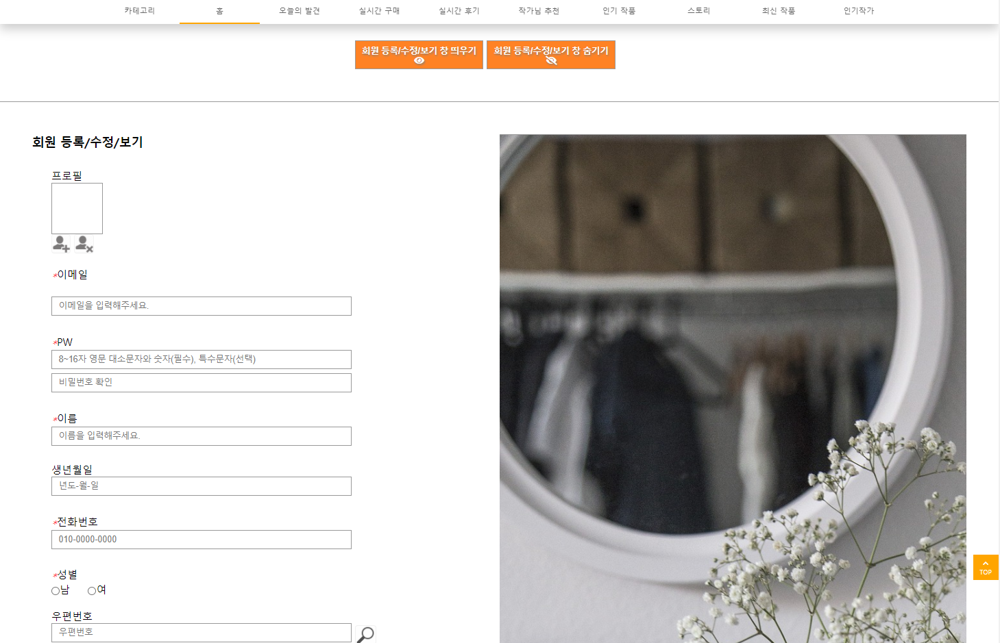 카테고리 홈 오늘의 발견 실시간 구매 실시간 후기 작가님 추천 인기 작품 스토리 최신 작품 인기작가
회원 등록/수정/보기 창 띄우기 회원 등록/수정/보기 창 숨기기
회원 등록/수정/보기
프로필
*이메일
이메일을 입력해주세요.
*PW
8~16자 영문 대소문자와 숫자(필수), 특수문자(선택)
비밀번호 확인
*이름
이름을 입력해주세요.
생년월일
년도-월-일
*전화번호
010-0000-0000
*성별
남 여
우편번호
우편번호
TOP